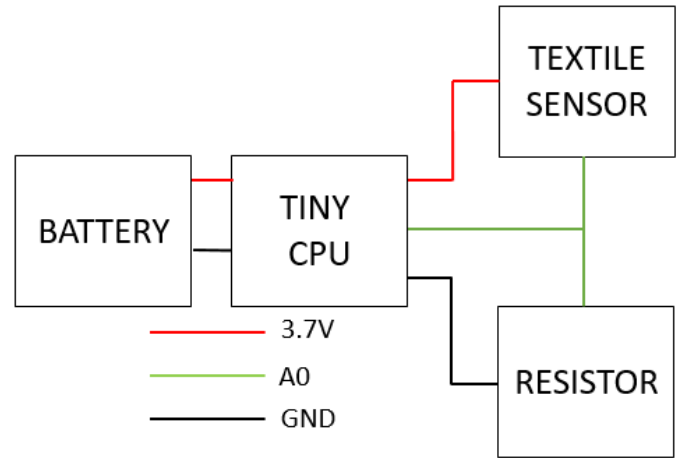 TEXTILE
SENSOR
BATTERY
TINY
CPU
3.7V
A0
GND
RESISTOR